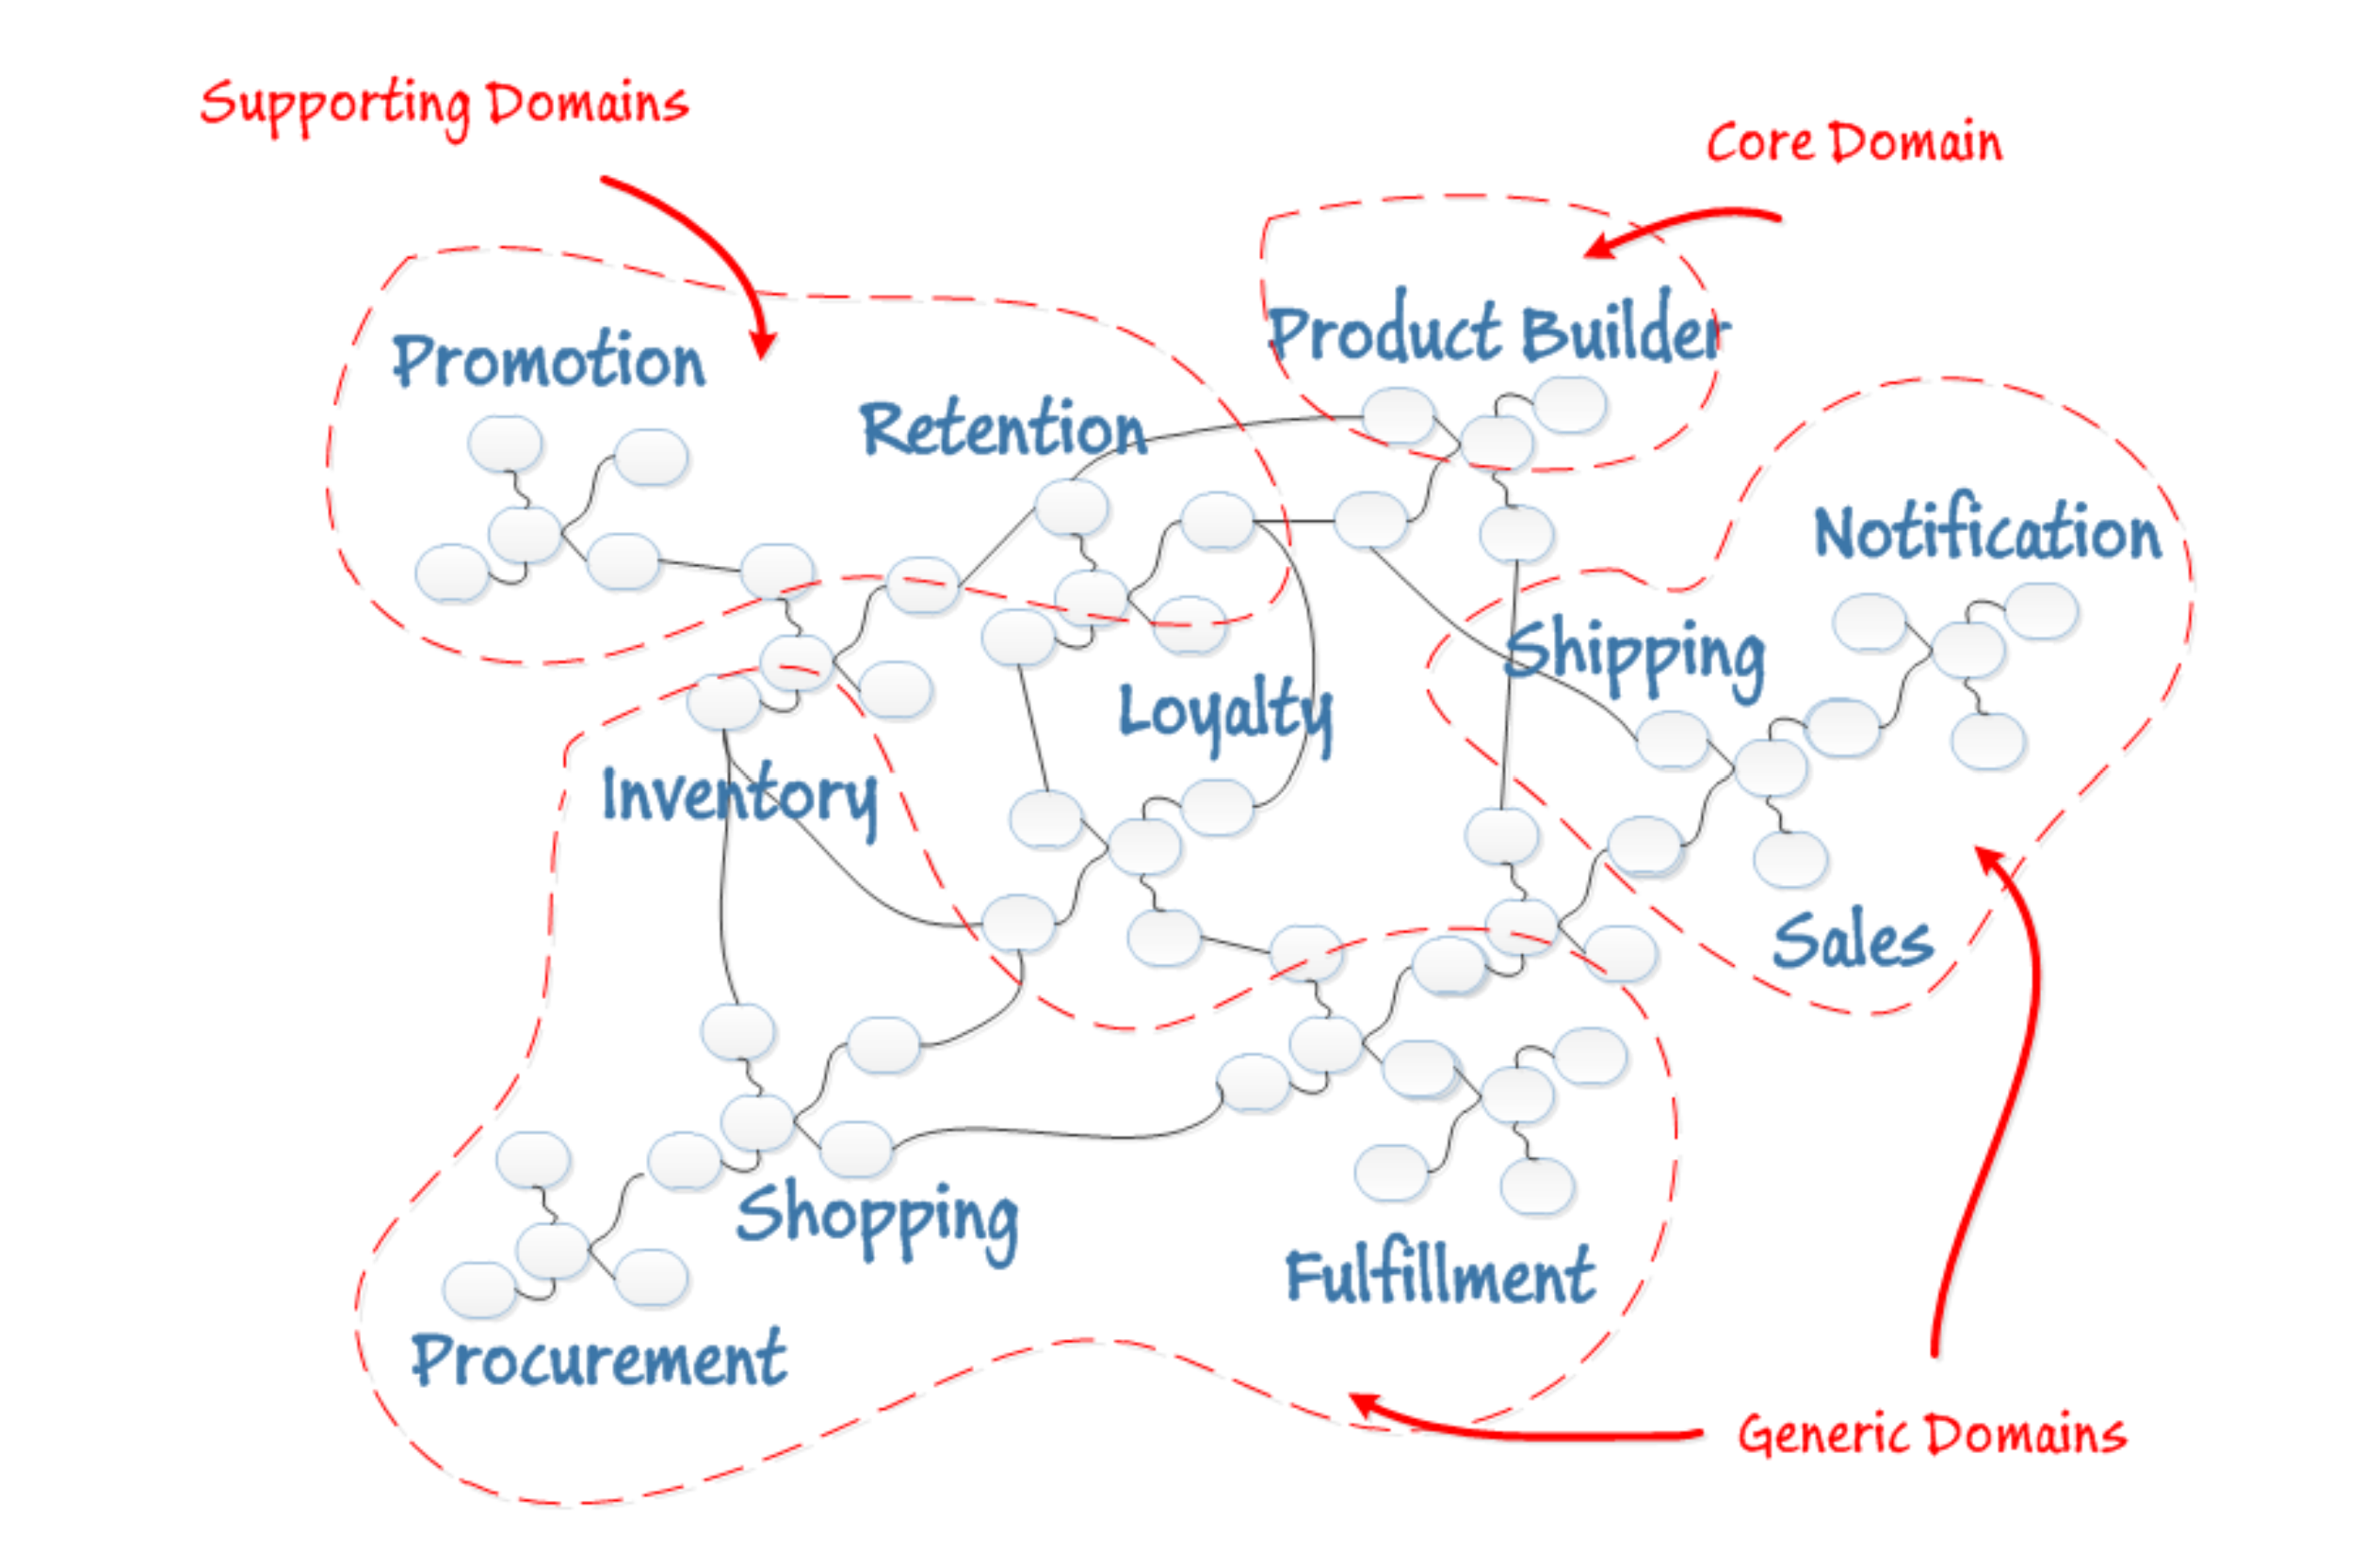 Supporting Domains
Core Domain
Product Builder
Promotion
Retention
Notification
Shipping
Loyalty
Inventory
Sales
Shopping
Fulfillment
Procurement
Generic Domains